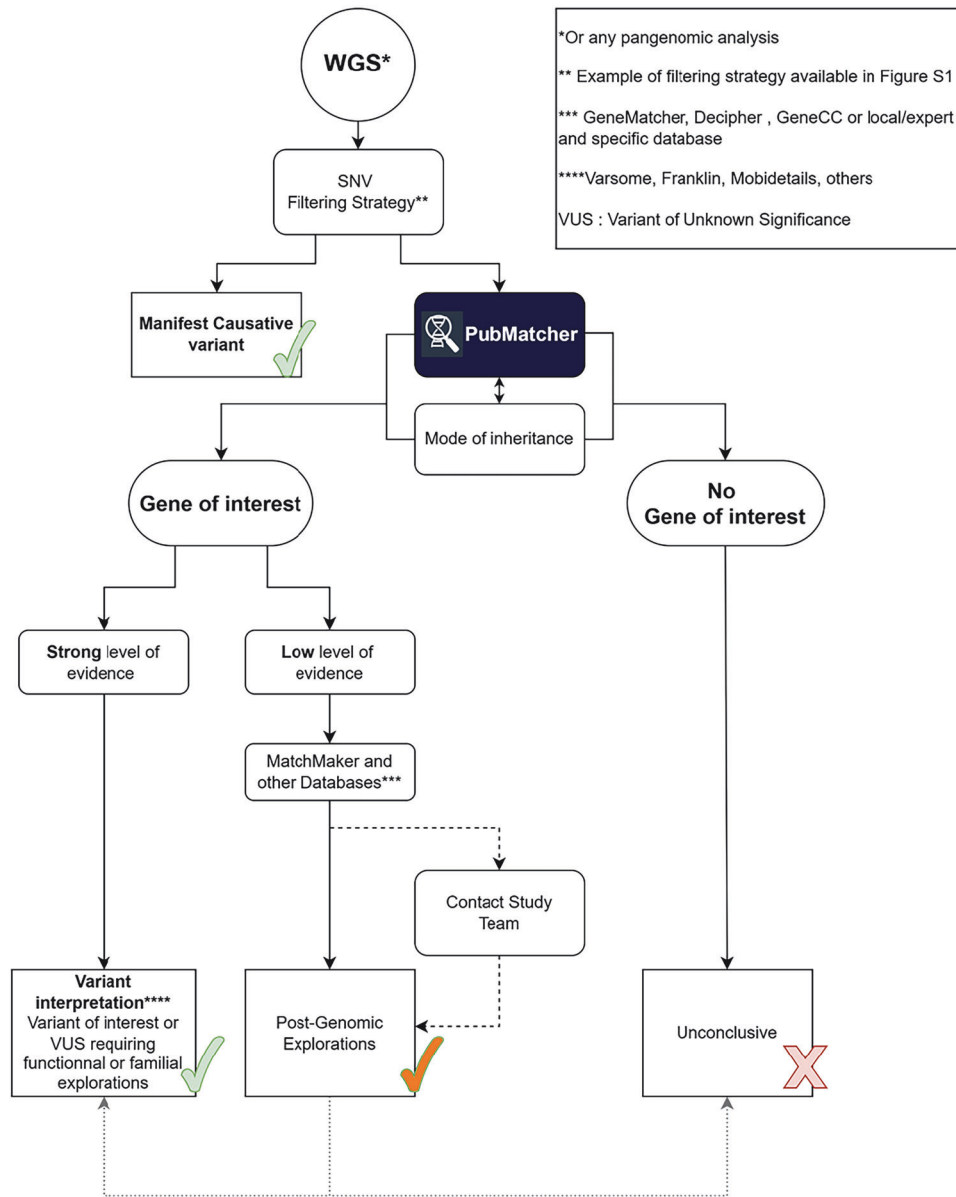 WGS*
*Or any pangenomic analysis
** Example of filtering strategy available in Figure S1
*** GeneMatcher, Decipher , GeneCC or local/expert
and specific database
****Varsome, Franklin, Mobidetails, others
VUS : Variant of Unknown Significance
SNV
Filtering Strategy**
Manifest Causative
variant
PubMatcher
Mode of inheritance
Gene of interest
No
Gene of interest
Strong level of
evidence
Low level of
evidence
MatchMaker and
other Databases***
Contact Study
Team
Variant
interpretation****
Variant of interest or
VUS requiring
functionnal or familial
explorations
Post-Genomic
Explorations
Unconclusive